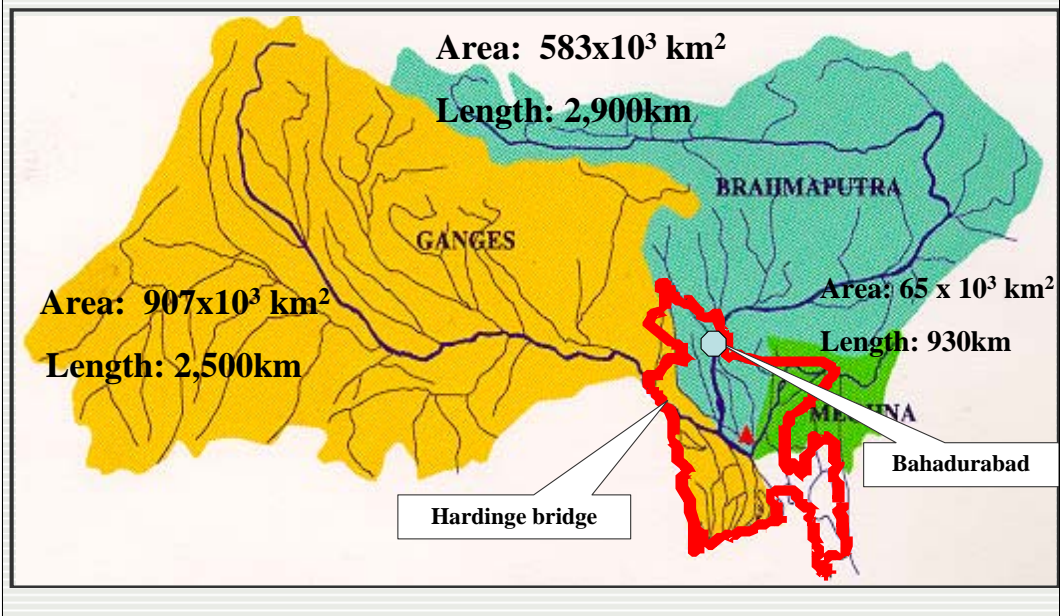 Area: 583x10³ km²
Length: 2,900km
BRAHMAPUTRA
GANGES
Area: 907x10³ km²
Length: 2,500km
Area: 65 x 10³ km²
Length: 930km
MEGHNA
Bahadurabad
Hardinge bridge